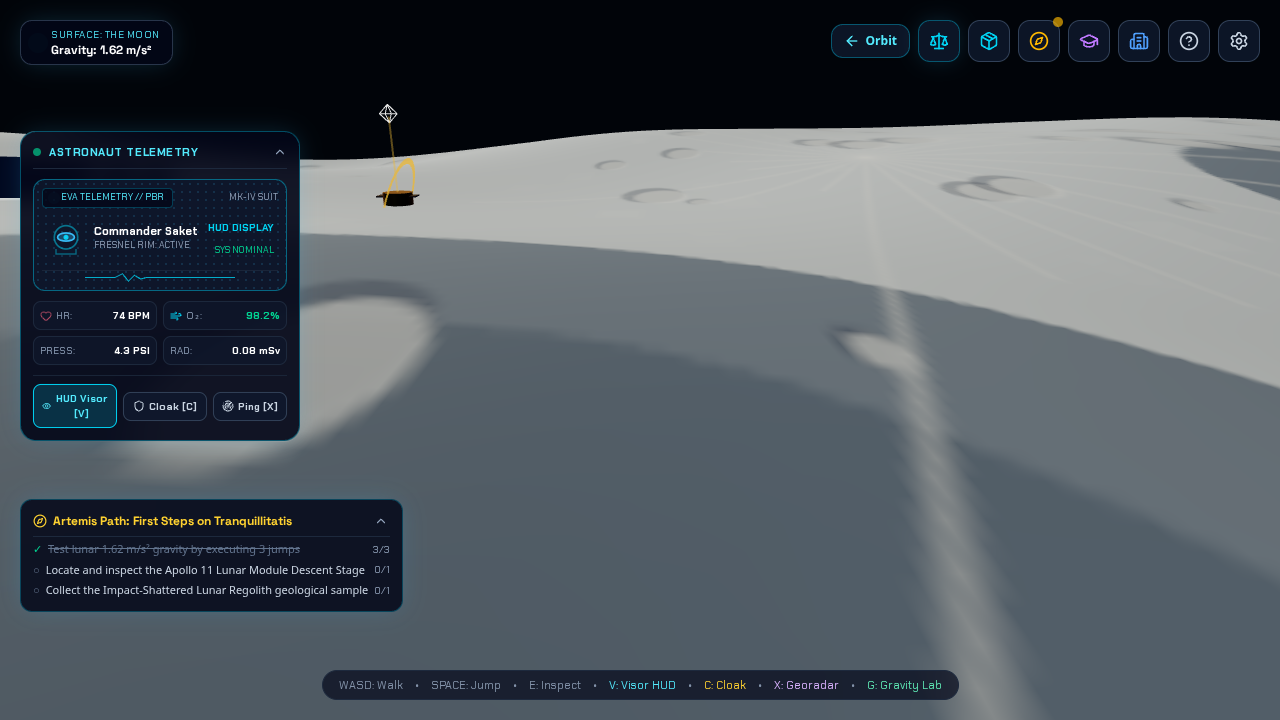 SURFACE: THE MOON
Gravity: 1.62 m/s²
Orbit
ASTRONAUT TELEMETRY
EVA TELEMETRY // PBR
MK-IV SUIT
Commander Saket
HUD DISPLAY
FRESNEL RIM: ACTIVE
SYS NOMINAL
HR: 74 BPM
O₂: 98.2%
PRESS: 4.3 PSI
RAD: 0.08 mSv
HUD Visor [V]
Cloak [C]
Ping [X]
Artemis Path: First Steps on Tranquillitatis
✓ Test lunar 1.62 m/s² gravity by executing 3 jumps 3/3
○ Locate and inspect the Apollo 11 Lunar Module Descent Stage 0/1
○ Collect the Impact-Shattered Lunar Regolith geological sample 0/1
WASD: Walk • SPACE: Jump • E: Inspect • V: Visor HUD • C: Cloak • X: Georadar • G: Gravity Lab